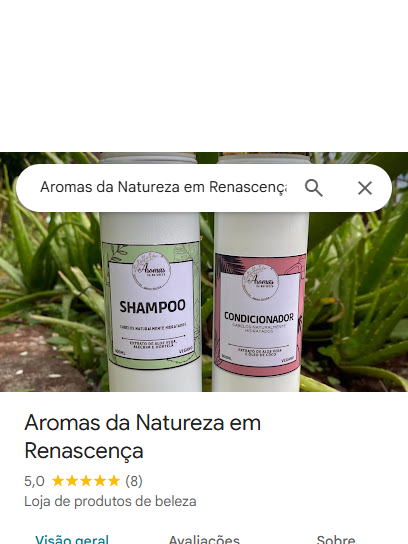 Aromas da Natureza em Renascença
Aromas
DA NATUREZA
SHAMPOO
CABELOS NATURALMENTE HIDRATADOS
EXTRATO DE ALOE VERA,
ALECRIM E HORTELÃ
VEGANO
Aromas
DA NATUREZA
CONDICIONADOR
CABELOS NATURALMENTE
HIDRATADOS
EXTRATO DE ALOE VERA
E ÓLEO DE COCO
VEGANO
Aromas da Natureza em
Renascença
5,0 (8)
Loja de produtos de beleza
Visão geral Avaliações Sobre